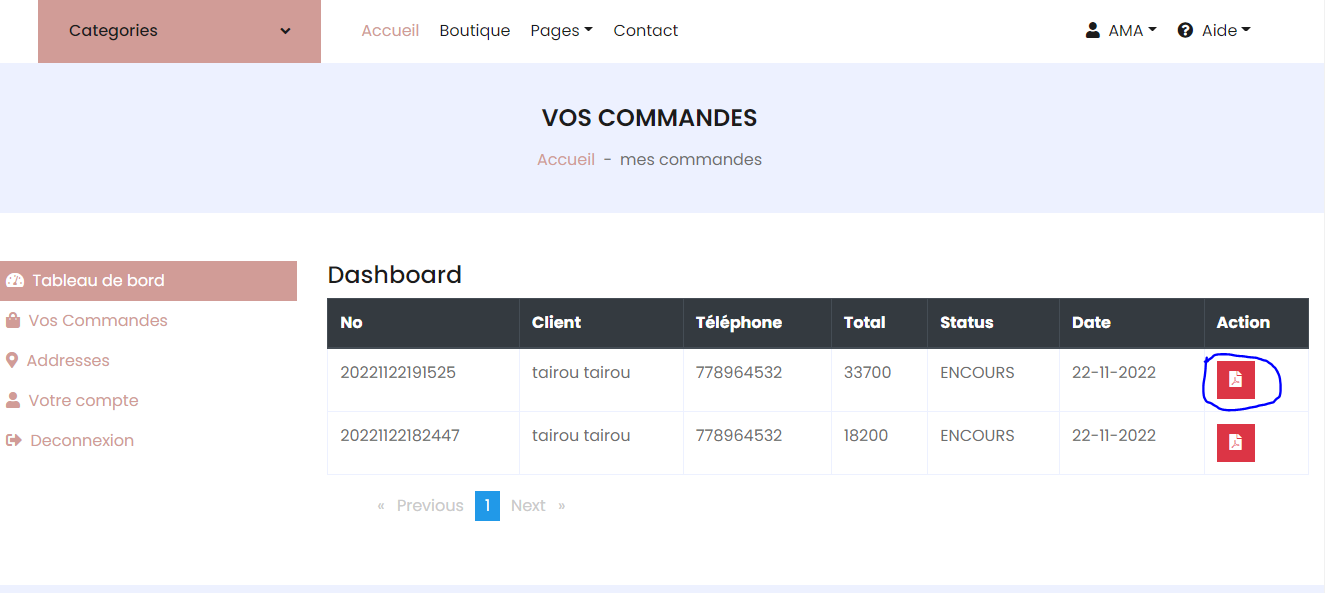 Categories Accueil Boutique Pages Contact AMA Aide
VOS COMMANDES
Accueil - mes commandes
Tableau de bord
Vos Commandes
Addresses
Votre compte
Deconnexion
Dashboard
No Client Téléphone Total Status Date Action
20221122191525 tairou tairou 778964532 33700 ENCOURS 22-11-2022
20221122182447 tairou tairou 778964532 18200 ENCOURS 22-11-2022
« Previous 1 Next »